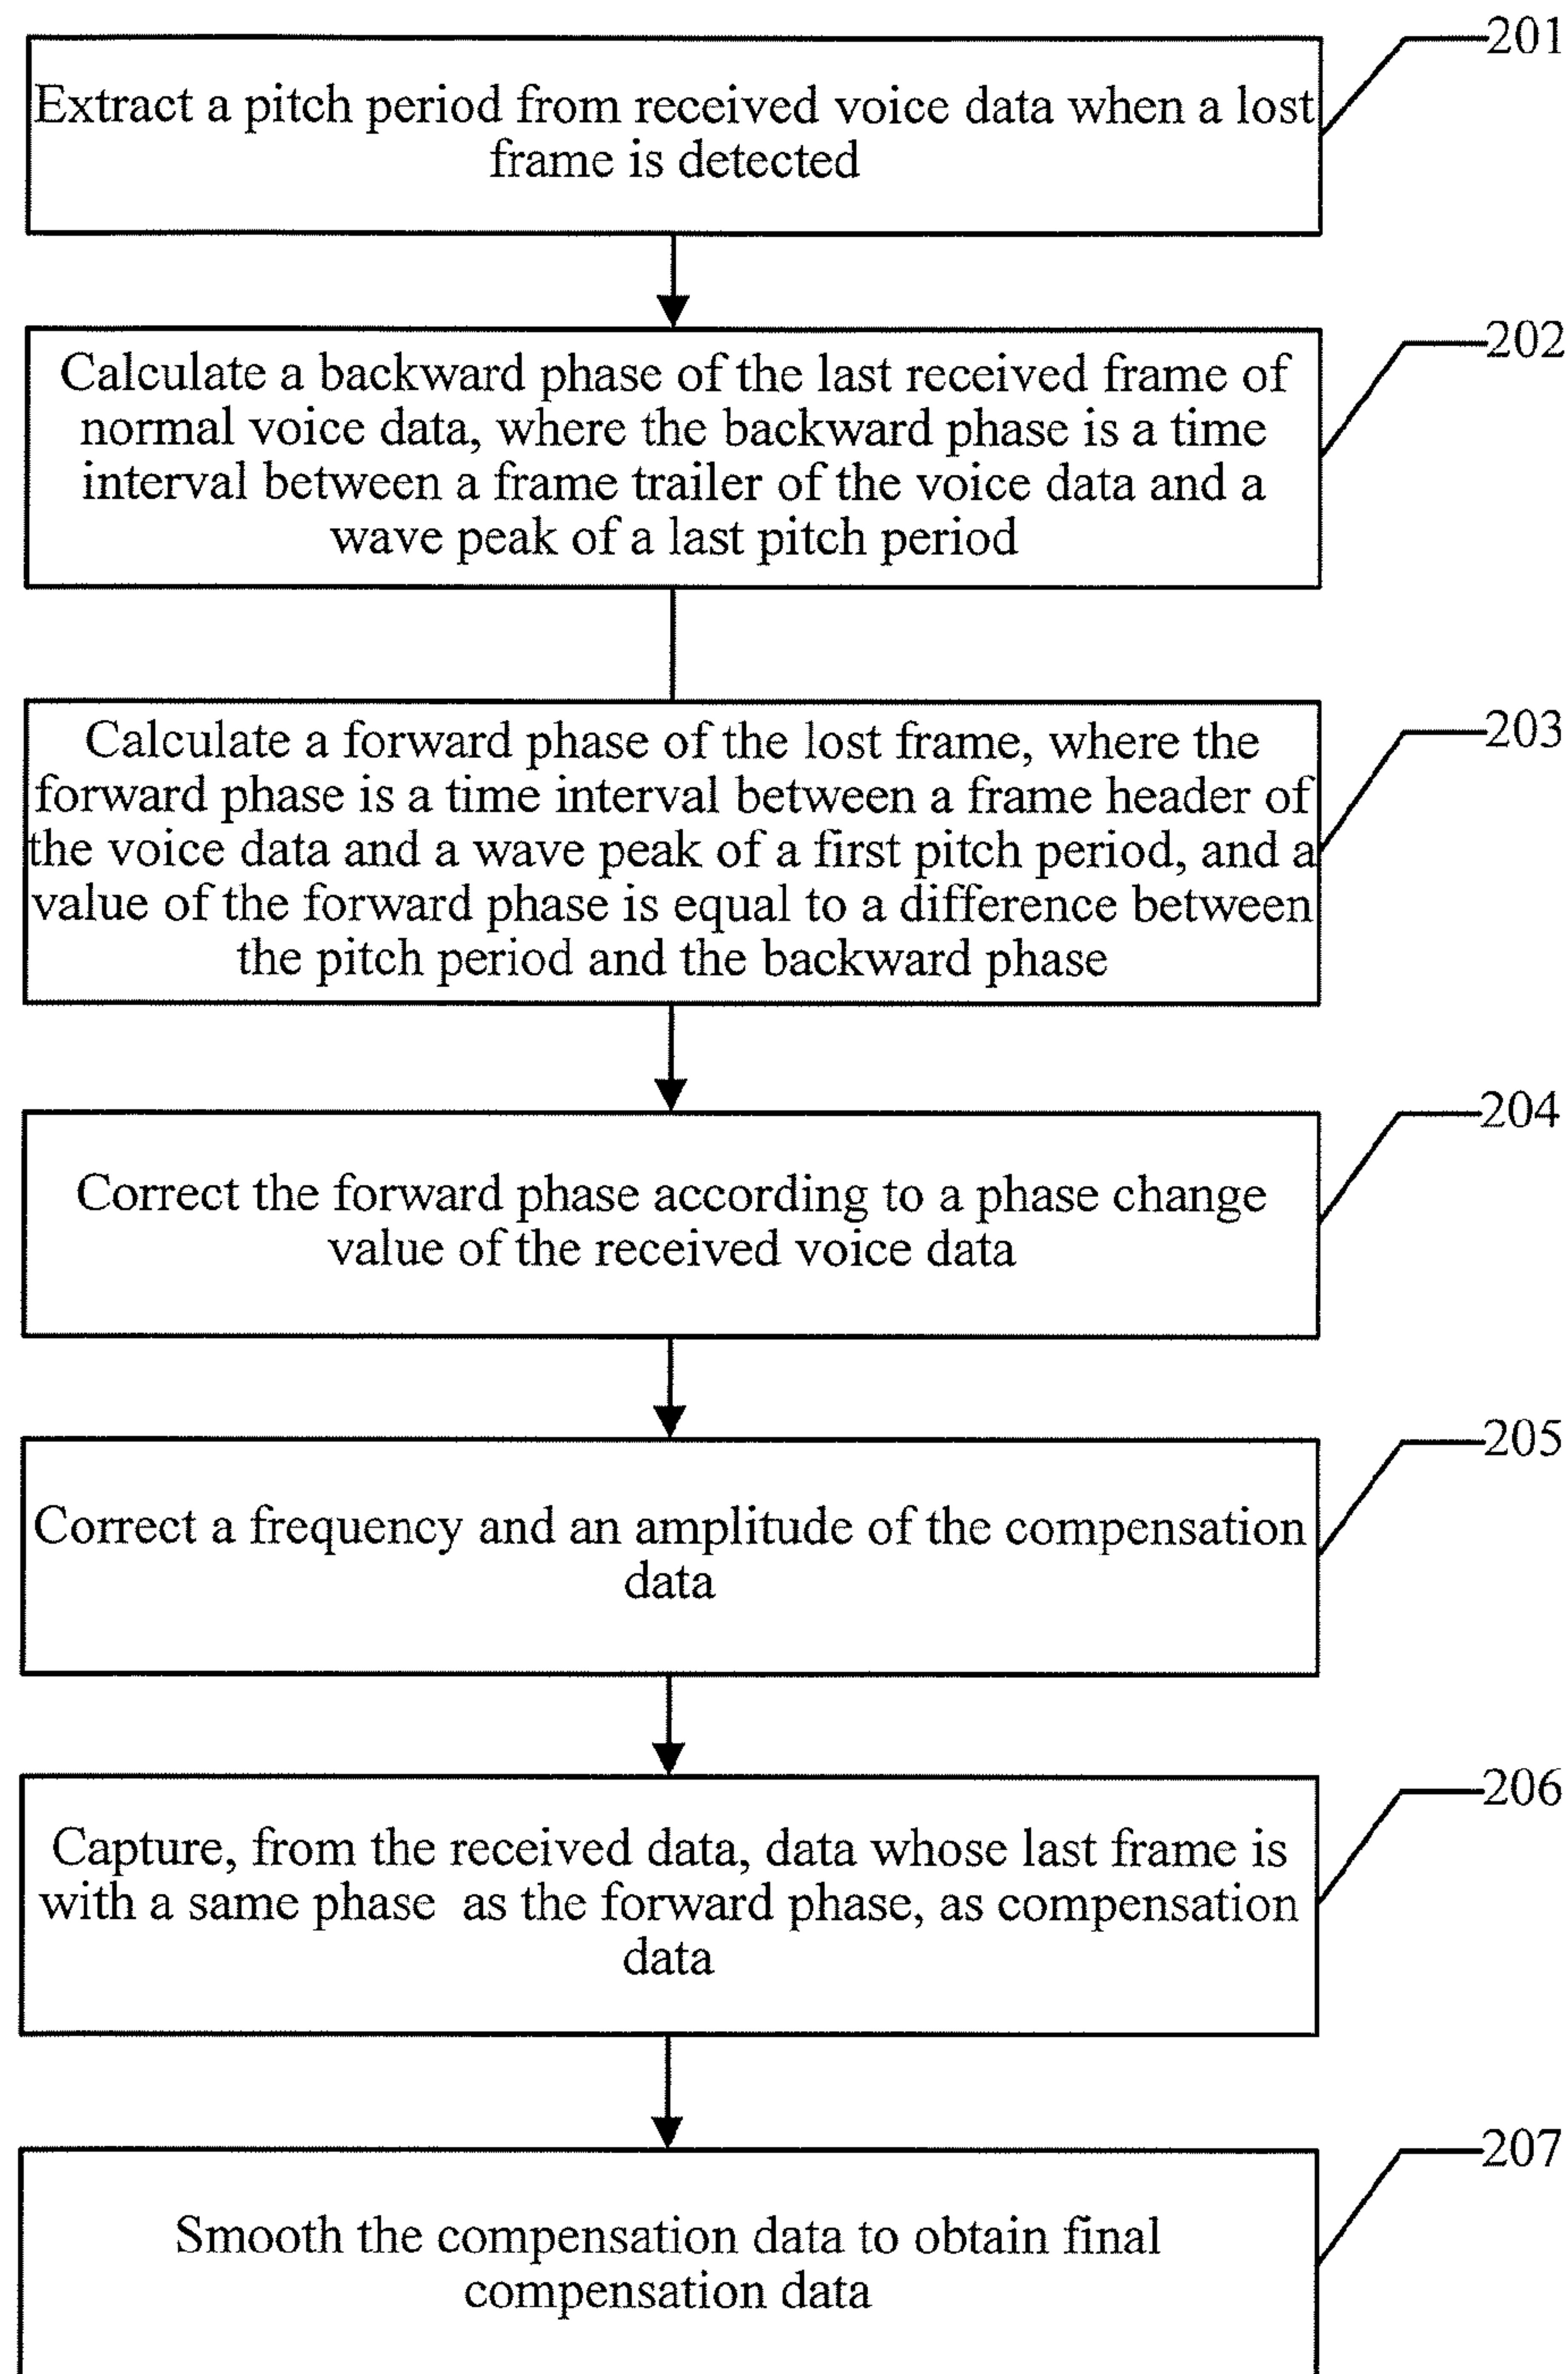 201
Extract a pitch period from received voice data when a lost
frame is detected
202
Calculate a backward phase of the last received frame of
normal voice data, where the backward phase is a time
interval between a frame trailer of the voice data and a
wave peak of a last pitch period
203
Calculate a forward phase of the lost frame, where the
forward phase is a time interval between a frame header of
the voice data and a wave peak of a first pitch period, and a
value of the forward phase is equal to a difference between
the pitch period and the backward phase
204
Correct the forward phase according to a phase change
value of the received voice data
205
Correct a frequency and an amplitude of the compensation
data
206
Capture, from the received data, data whose last frame is
with a same phase as the forward phase, as compensation
data
207
Smooth the compensation data to obtain final
compensation data